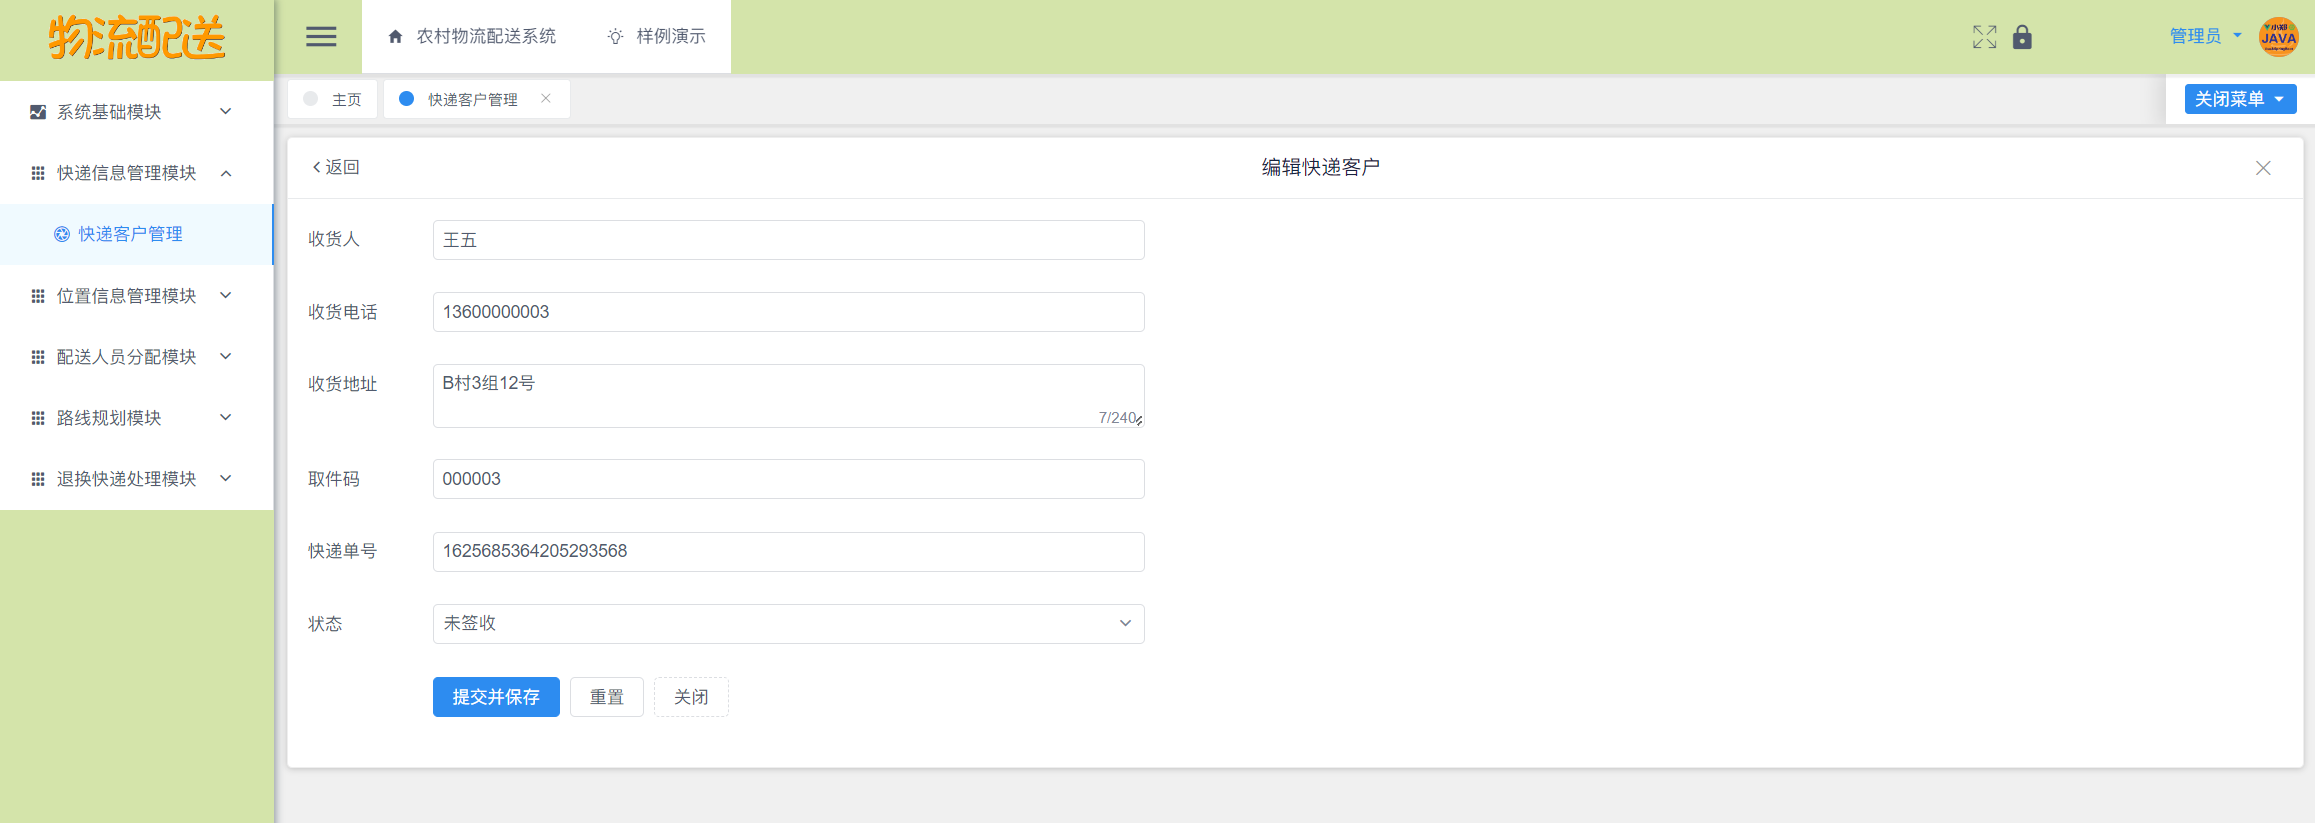 物流配送
农村物流配送系统
样例演示
管理员
小郑
JAVA
主页
快递客户管理
关闭菜单
系统基础模块
快递信息管理模块
快递客户管理
位置信息管理模块
配送人员分配模块
路线规划模块
退换快递处理模块
返回
编辑快递客户
收货人
王五
收货电话
13600000003
收货地址
B村3组12号
7/240
取件码
000003
快递单号
1625685364205293568
状态
未签收
提交并保存
重置
关闭